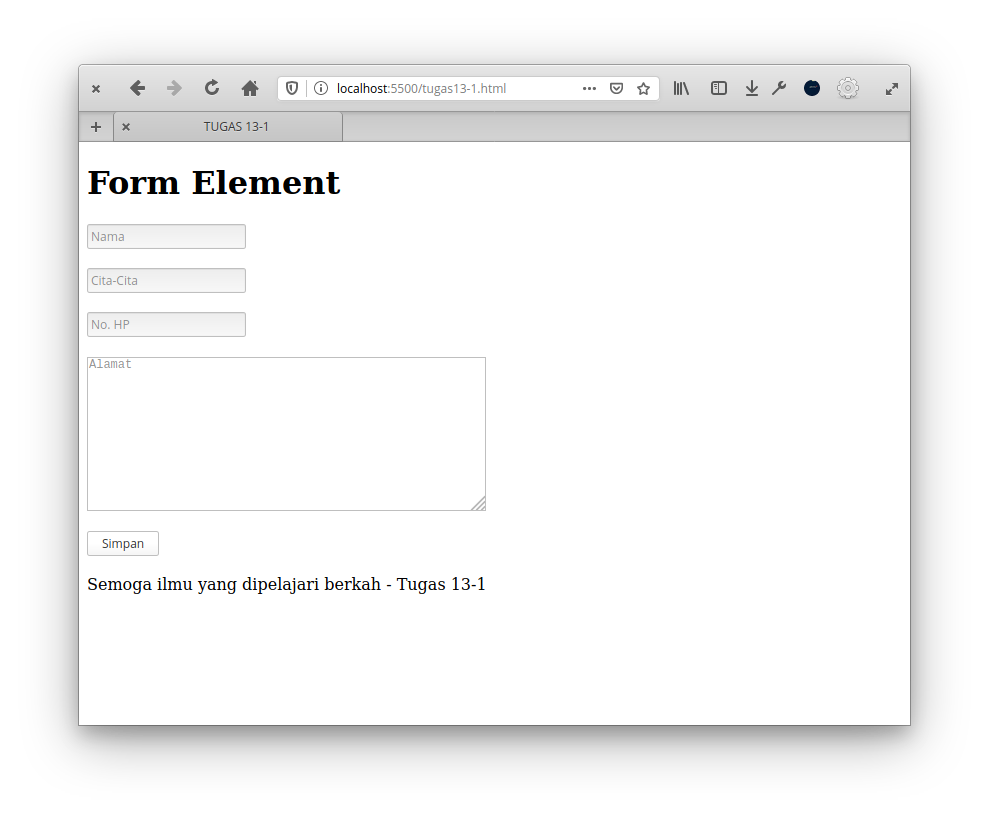 localhost:5500/tugas13-1.html
TUGAS 13-1
Form Element
Nama
Cita-Cita
No. HP
Alamat
Simpan
Semoga ilmu yang dipelajari berkah - Tugas 13-1